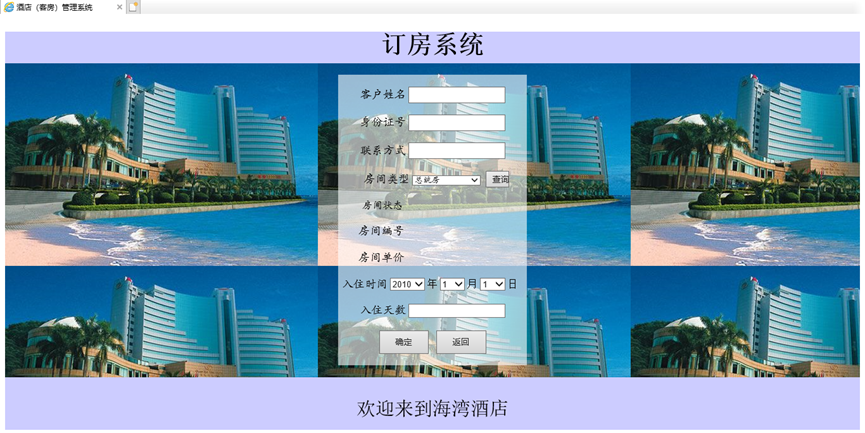 酒店（客房）管理系统
订房系统
客户姓名
身份证号
联系方式
房间类型 总统房 查询
房间状态
房间编号
房间单价
入住时间 2010 年 1 月 1 日
入住天数
确定 返回
欢迎来到海湾酒店